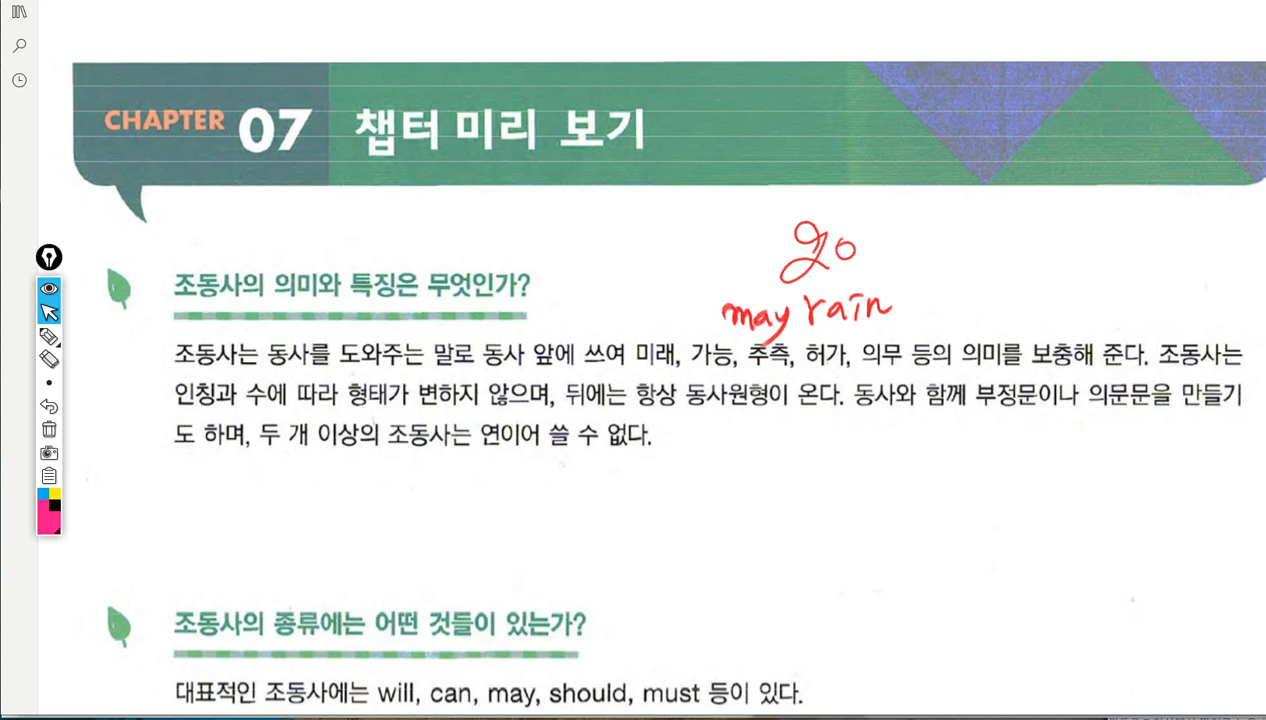 CHAPTER 07 챕터 미리 보기
go
조동사의 의미와 특징은 무엇인가?
may rain
조동사는 동사를 도와주는 말로 동사 앞에 쓰여 미래, 가능, 추측, 허가, 의무 등의 의미를 보충해 준다. 조동사는
인칭과 수에 따라 형태가 변하지 않으며, 뒤에는 항상 동사원형이 온다. 동사와 함께 부정문이나 의문문을 만들기
도 하며, 두 개 이상의 조동사는 연이어 쓸 수 없다.
조동사의 종류에는 어떤 것들이 있는가?
대표적인 조동사에는 will, can, may, should, must 등이 있다.